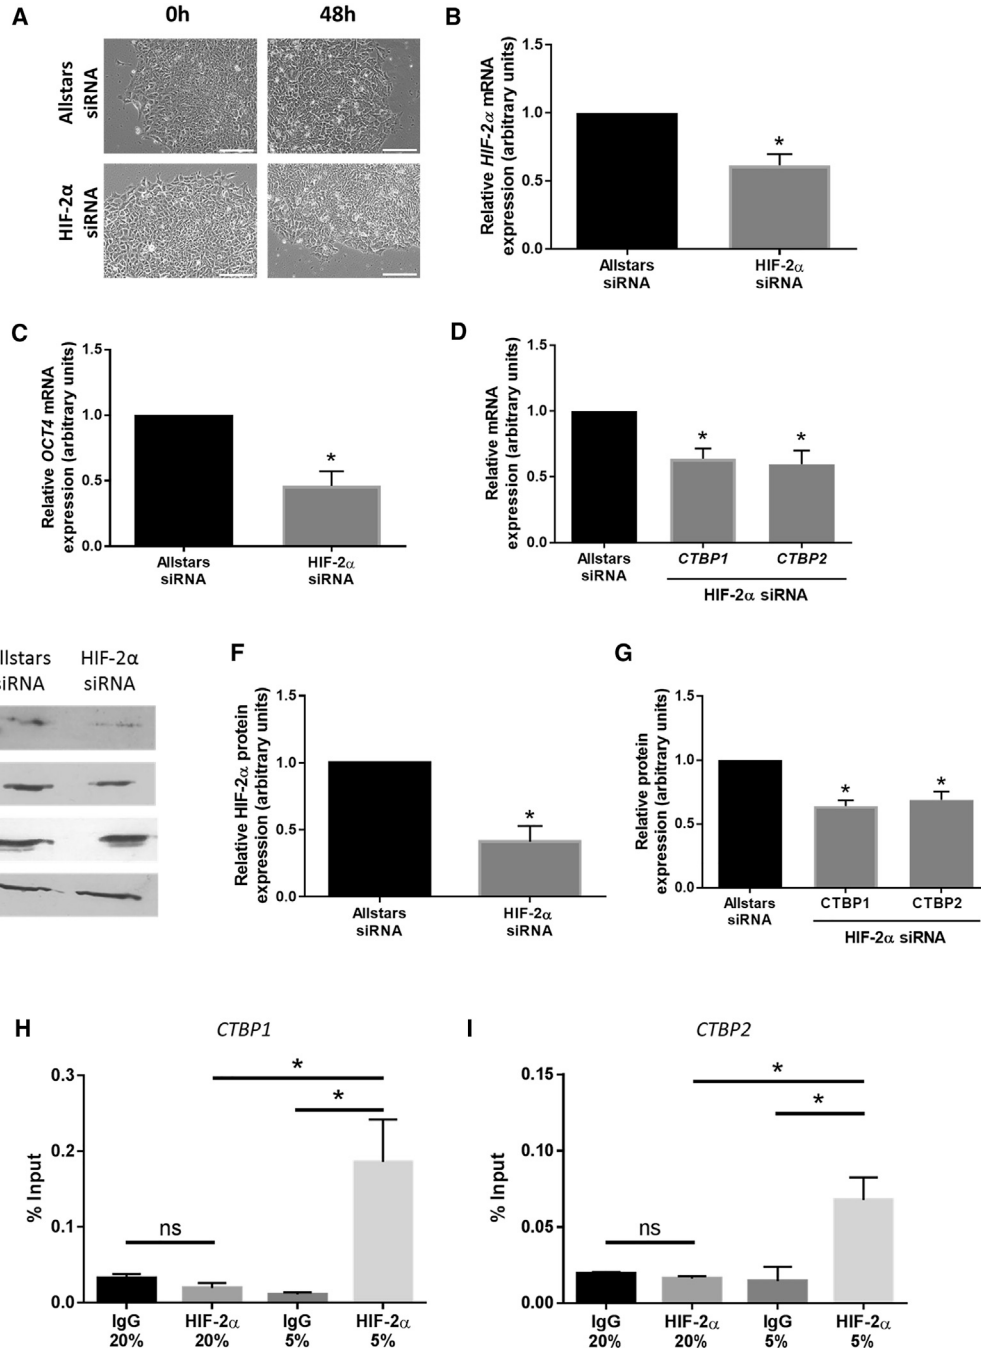 A
0h
48h
Allstars
siRNA
HIF-2α
siRNA
B
Relative HIF-2α mRNA
expression (arbitrary units)
1.5
1.0
0.5
0.0
*
Allstars
siRNA
HIF-2α
siRNA
C
Relative OCT4 mRNA
expression (arbitrary units)
1.5
1.0
0.5
0.0
*
Allstars
siRNA
HIF-2α
siRNA
D
Relative mRNA
expression (arbitrary units)
1.5
1.0
0.5
0.0
* *
Allstars
siRNA
CTBP1 CTBP2
HIF-2α siRNA
llstars
siRNA
HIF-2α
siRNA
F
Relative HIF-2α protein
expression (arbitrary units)
1.5
1.0
0.5
0.0
*
Allstars
siRNA
HIF-2α
siRNA
G
Relative protein
expression (arbitrary units)
1.5
1.0
0.5
0.0
* *
Allstars
siRNA
CTBP1 CTBP2
HIF-2α siRNA
H
CTBP1
% Input
0.3
0.2
0.1
0.0
*
*
ns
IgG
20%
HIF-2α
20%
IgG
5%
HIF-2α
5%
I
CTBP2
% Input
0.15
0.10
0.05
0.00
*
*
ns
IgG
20%
HIF-2α
20%
IgG
5%
HIF-2α
5%